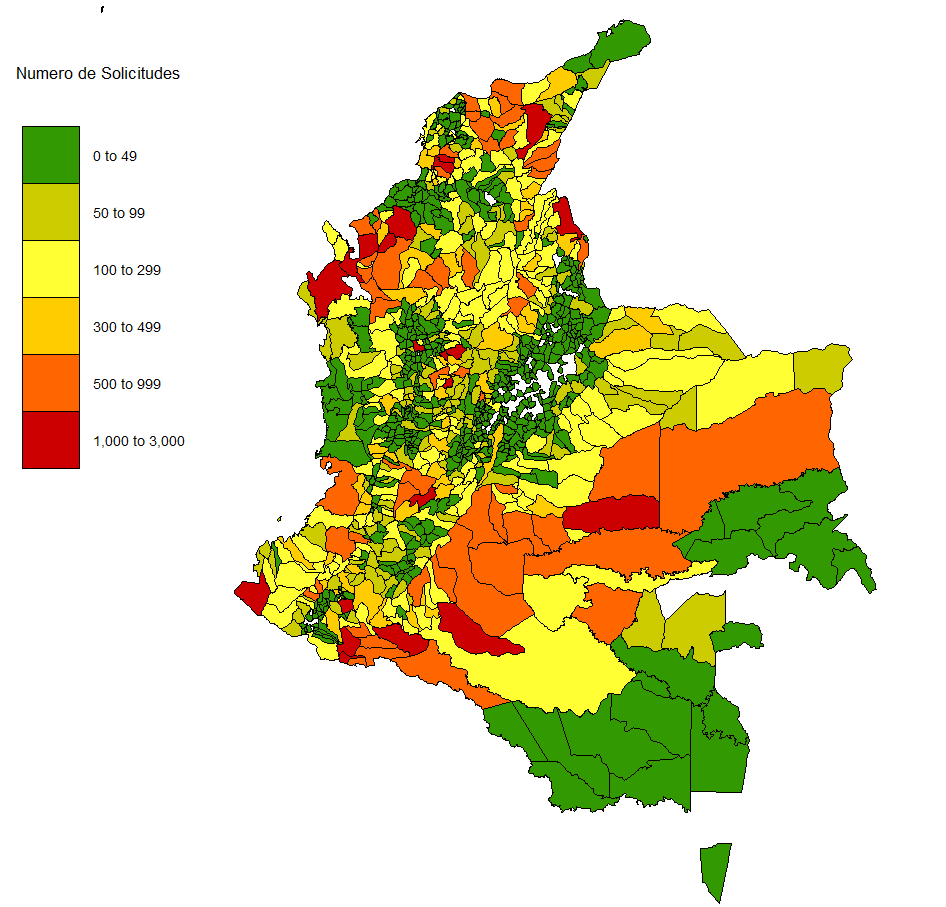 Numero de Solicitudes
0 to 49
50 to 99
100 to 299
300 to 499
500 to 999
1,000 to 3,000